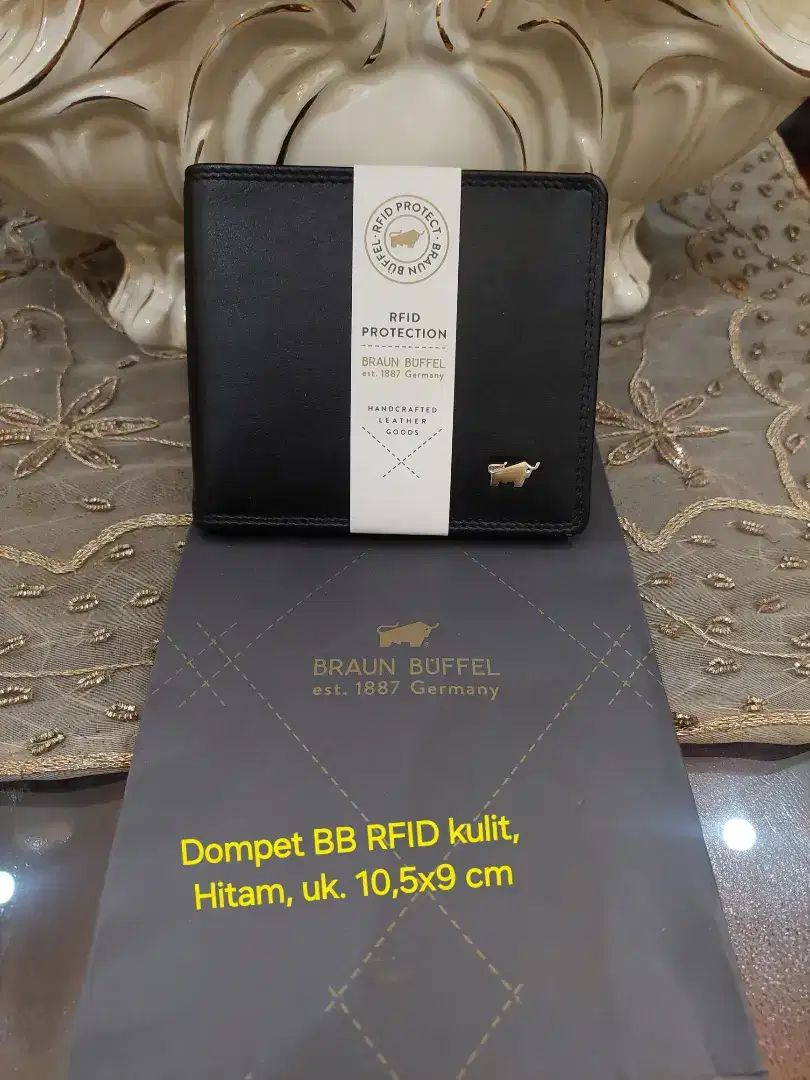 RFID PROTECT · BRAUN BÜFFEL ·
RFID
PROTECTION
BRAUN BÜFFEL
est. 1887 Germany
HANDCRAFTED
LEATHER
GOODS
BRAUN BÜFFEL
est. 1887 Germany
Dompet BB RFID kulit,
Hitam, uk. 10,5x9 cm